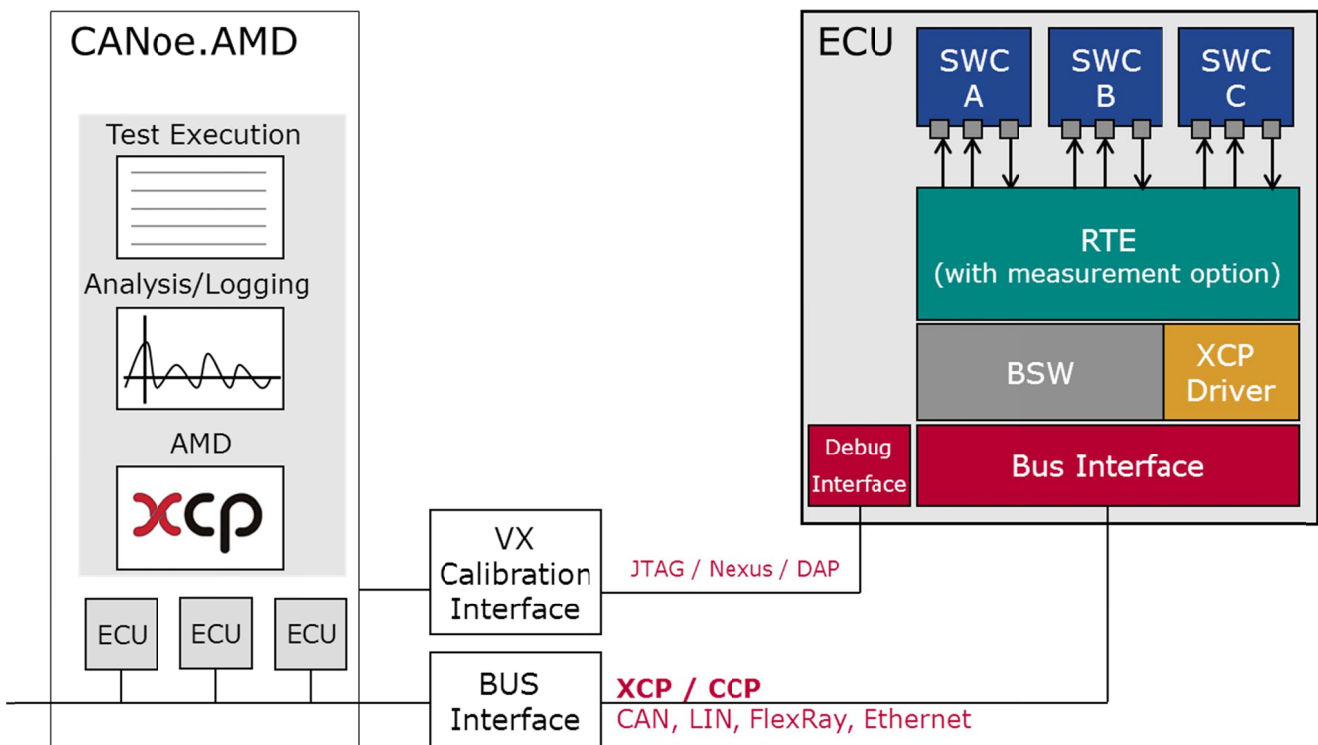 CANoe.AMD
Test Execution
Analysis/Logging
AMD
xcp
ECU
ECU
ECU
VX
Calibration
Interface
BUS
Interface
JTAG / Nexus / DAP
XCP / CCP
CAN, LIN, FlexRay, Ethernet
ECU
SWC
A
SWC
B
SWC
C
RTE
(with measurement option)
BSW
XCP
Driver
Debug
Interface
Bus Interface